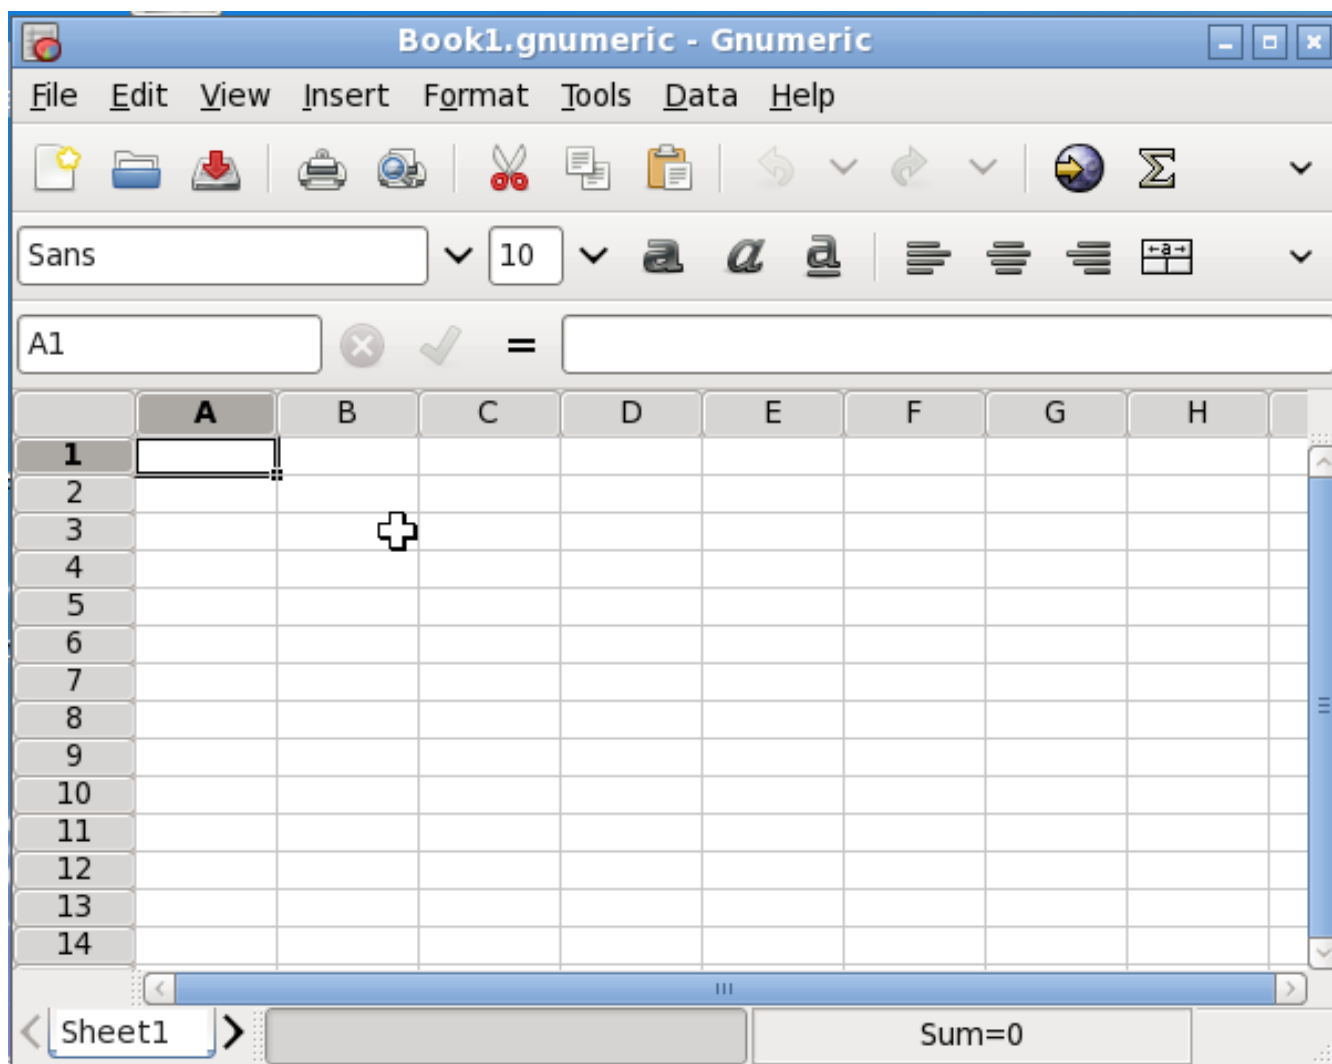 Book1.gnumeric - Gnumeric
File Edit View Insert Format Tools Data Help
Sans 10 a a a
A1 =
A B C D E F G H
1
2
3
4
5
6
7
8
9
10
11
12
13
14
Sheet1 Sum=0